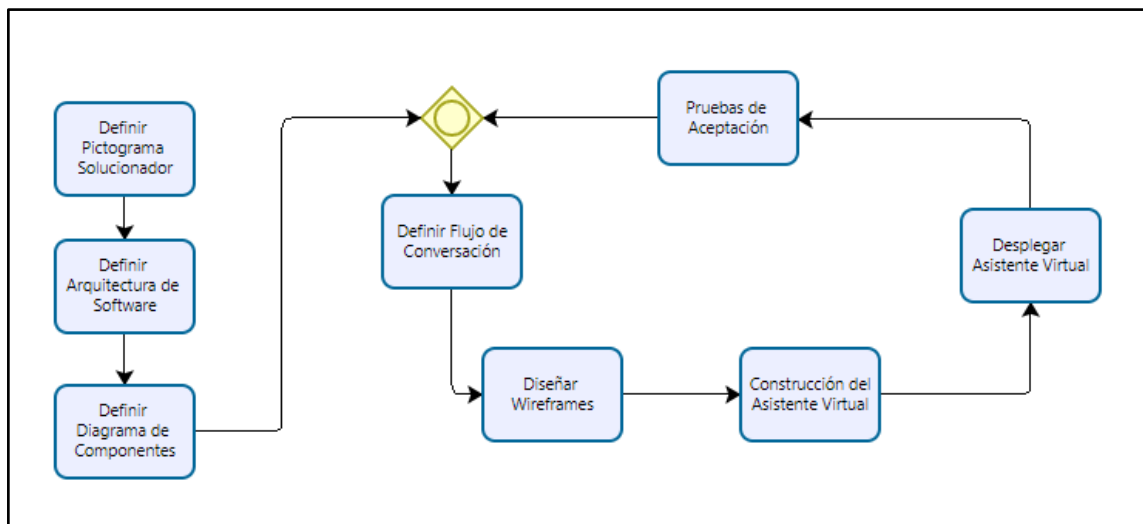 Definir
Pictograma
Solucionador
Definir
Arquitectura de
Software
Definir
Diagrama de
Componentes
Definir Flujo de
Conversación
Diseñar
Wireframes
Construcción del
Asistente Virtual
Desplegar
Asistente Virtual
Pruebas de
Aceptación